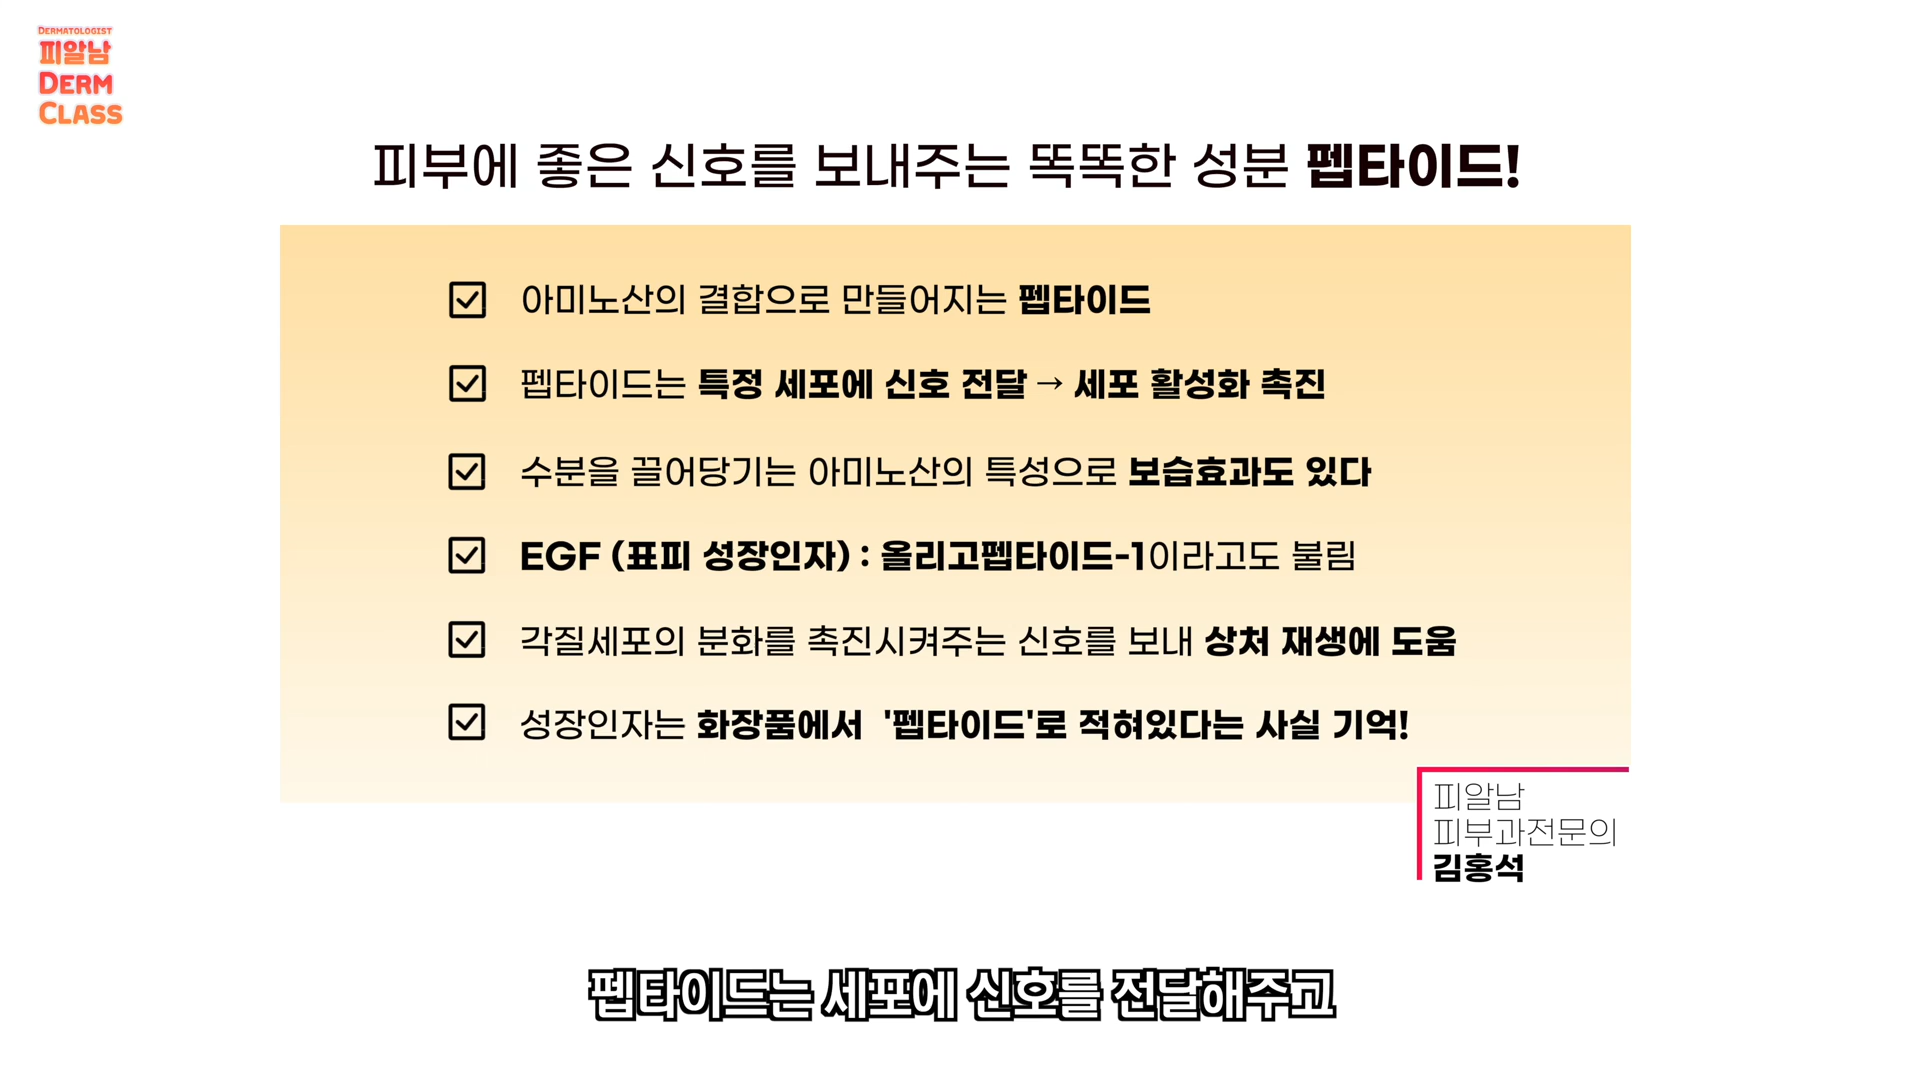 DERMATOLOGIST
피알남
DERM
CLASS
피부에 좋은 신호를 보내주는 똑똑한 성분 펩타이드!
아미노산의 결합으로 만들어지는 펩타이드
펩타이드는 특정 세포에 신호 전달 → 세포 활성화 촉진
수분을 끌어당기는 아미노산의 특성으로 보습효과도 있다
EGF (표피 성장인자) : 올리고펩타이드-1이라고도 불림
각질세포의 분화를 촉진시켜주는 신호를 보내 상처 재생에 도움
성장인자는 화장품에서 '펩타이드'로 적혀있다는 사실 기억!
피알남
피부과전문의
김홍석
펩타이드는 세포에 신호를 전달해주고